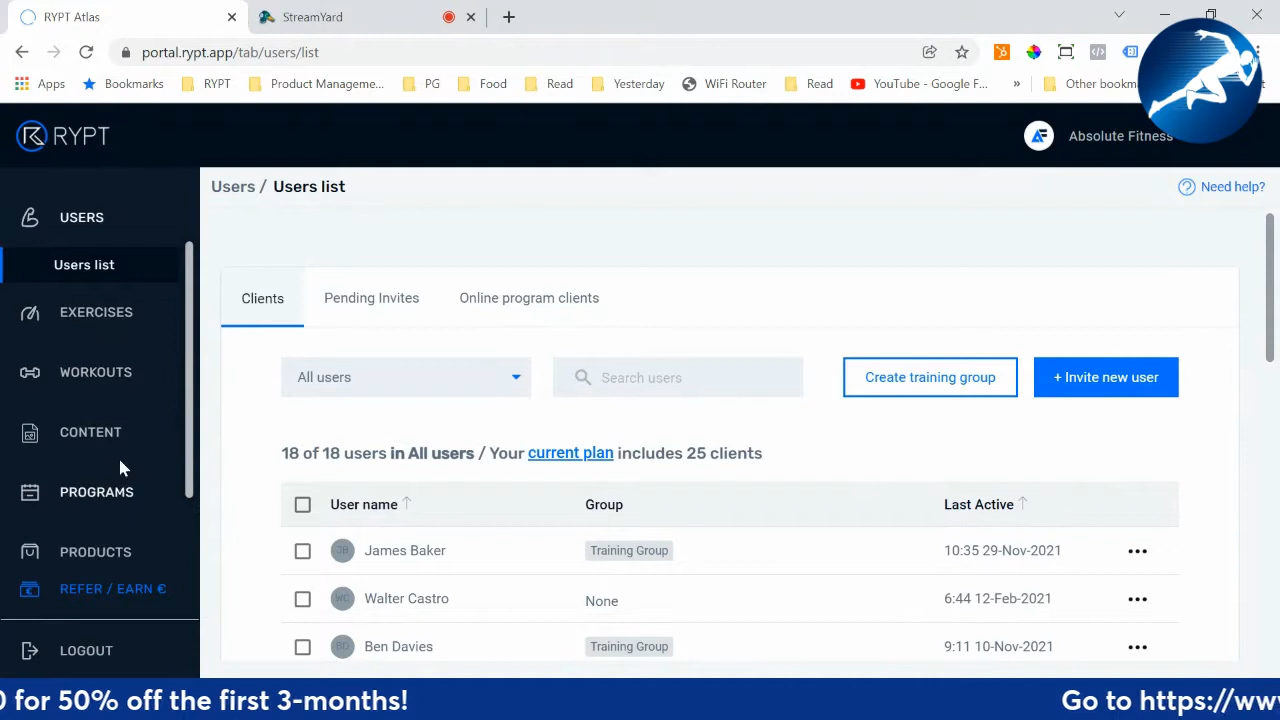 RYPT Atlas
StreamYard
portal.rypt.app/tab/users/list
Apps
Bookmarks
RYPT
Product Manageme...
PG
Food
Read
Yesterday
WiFi Router
Read
YouTube - Google F...
»
Other bookm
RYPT
Absolute Fitness
USERS
Users list
EXERCISES
WORKOUTS
CONTENT
PROGRAMS
PRODUCTS
REFER / EARN €
LOGOUT
Users / Users list
Need help?
Clients
Pending Invites
Online program clients
All users
Search users
Create training group
+ Invite new user
18 of 18 users in All users / Your current plan includes 25 clients
User name
Group
Last Active
JB
James Baker
Training Group
10:35 29-Nov-2021
WC
Walter Castro
None
6:44 12-Feb-2021
BD
Ben Davies
Training Group
9:11 10-Nov-2021
0 for 50% off the first 3-months!
Go to https://ww